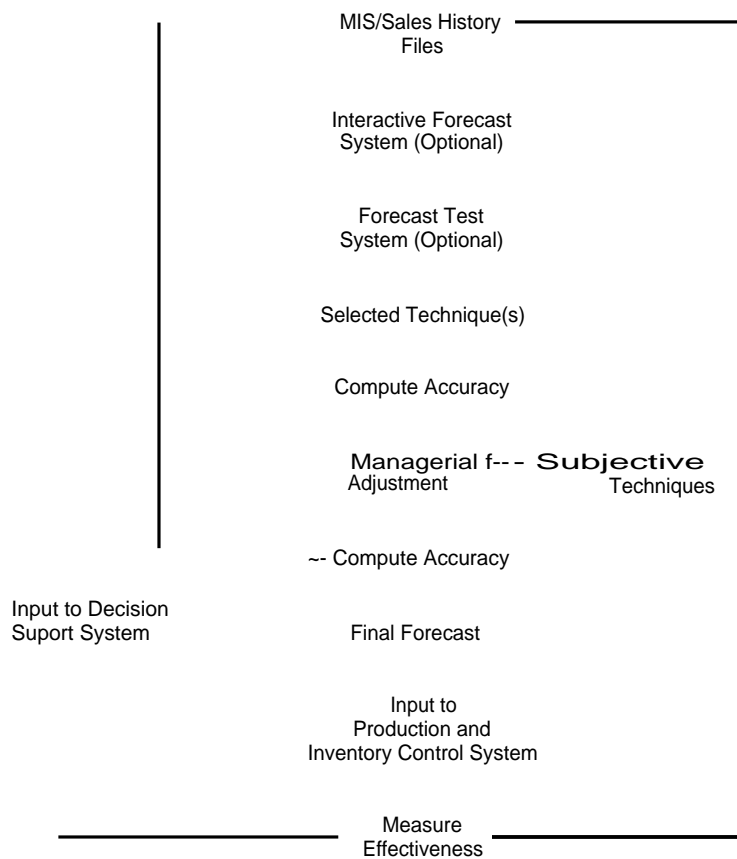 MIS/Sales History
Files
Interactive Forecast
System (Optional)
Forecast Test
System (Optional)
Selected Technique(s)
Compute Accuracy
Managerial f--- Subjective
Adjustment Techniques
~- Compute Accuracy
Input to Decision
Suport System
Final Forecast
Input to
Production and
Inventory Control System
Measure
Effectiveness